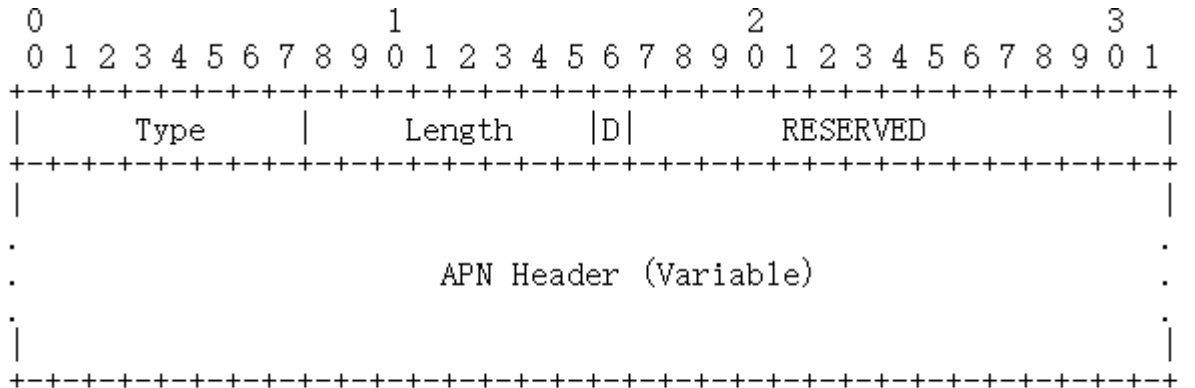 0                   1                   2                   3
 0 1 2 3 4 5 6 7 8 9 0 1 2 3 4 5 6 7 8 9 0 1 2 3 4 5 6 7 8 9 0 1
+-+-+-+-+-+-+-+-+-+-+-+-+-+-+-+-+-+-+-+-+-+-+-+-+-+-+-+-+-+-+-+-+
|      Type     |     Length    |D|        RESERVED             |
+-+-+-+-+-+-+-+-+-+-+-+-+-+-+-+-+-+-+-+-+-+-+-+-+-+-+-+-+-+-+-+-+
|                                                               |
.                                                               .
.                       APN Header (Variable)                   .
.                                                               .
|                                                               |
+-+-+-+-+-+-+-+-+-+-+-+-+-+-+-+-+-+-+-+-+-+-+-+-+-+-+-+-+-+-+-+-+